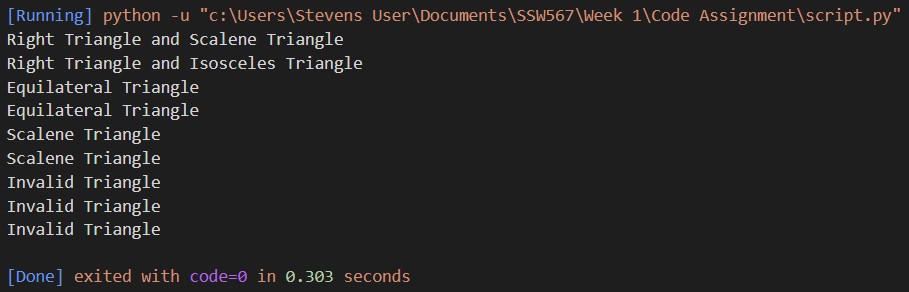 [Running] python -u "c:\Users\Stevens User\Documents\SSW567\Week 1\Code Assignment\script.py"
Right Triangle and Scalene Triangle
Right Triangle and Isosceles Triangle
Equilateral Triangle
Equilateral Triangle
Scalene Triangle
Scalene Triangle
Invalid Triangle
Invalid Triangle
Invalid Triangle
[Done] exited with code=0 in 0.303 seconds